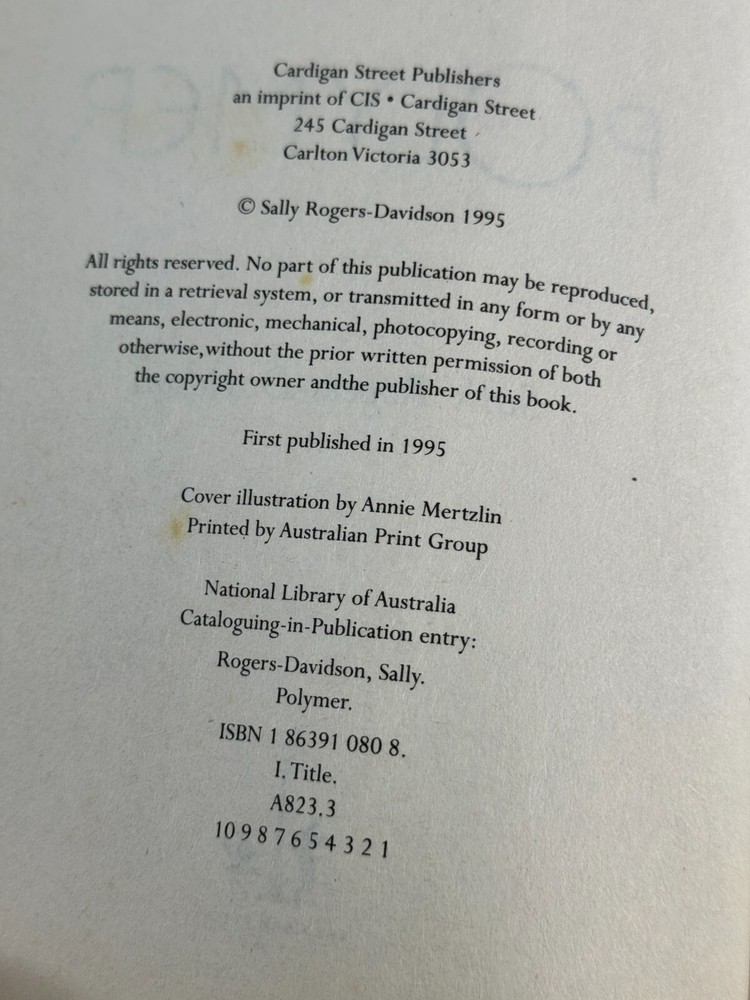 Cardigan Street Publishers
an imprint of CIS • Cardigan Street
245 Cardigan Street
Carlton Victoria 3053
© Sally Rogers-Davidson 1995
All rights reserved. No part of this publication may be reproduced,
stored in a retrieval system, or transmitted in any form or by any
means, electronic, mechanical, photocopying, recording or
otherwise,without the prior written permission of both
the copyright owner andthe publisher of this book.
First published in 1995
Cover illustration by Annie Mertzlin
Printed by Australian Print Group
National Library of Australia
Cataloguing-in-Publication entry:
Rogers-Davidson, Sally.
Polymer.
ISBN 1 86391 080 8.
I. Title.
A823.3
10 9 8 7 6 5 4 3 2 1